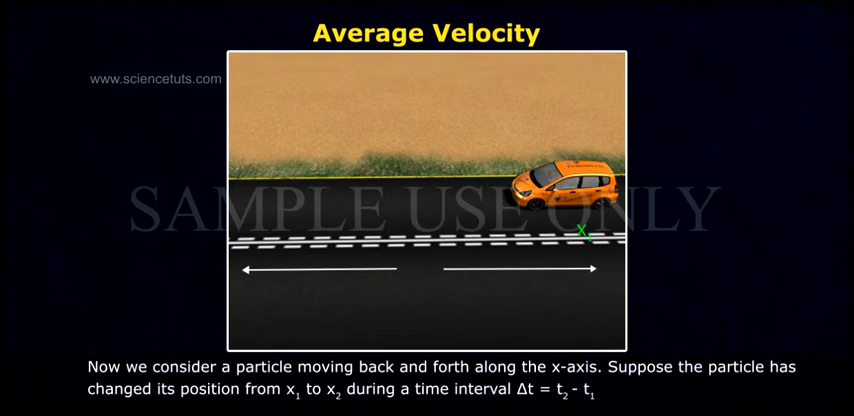 Average Velocity
www.sciencetuts.com
SAMPLE USE ONLY
X
Now we consider a particle moving back and forth along the x-axis. Suppose the particle has
changed its position from x₁ to x₂ during a time interval Δt = t₂ - t₁